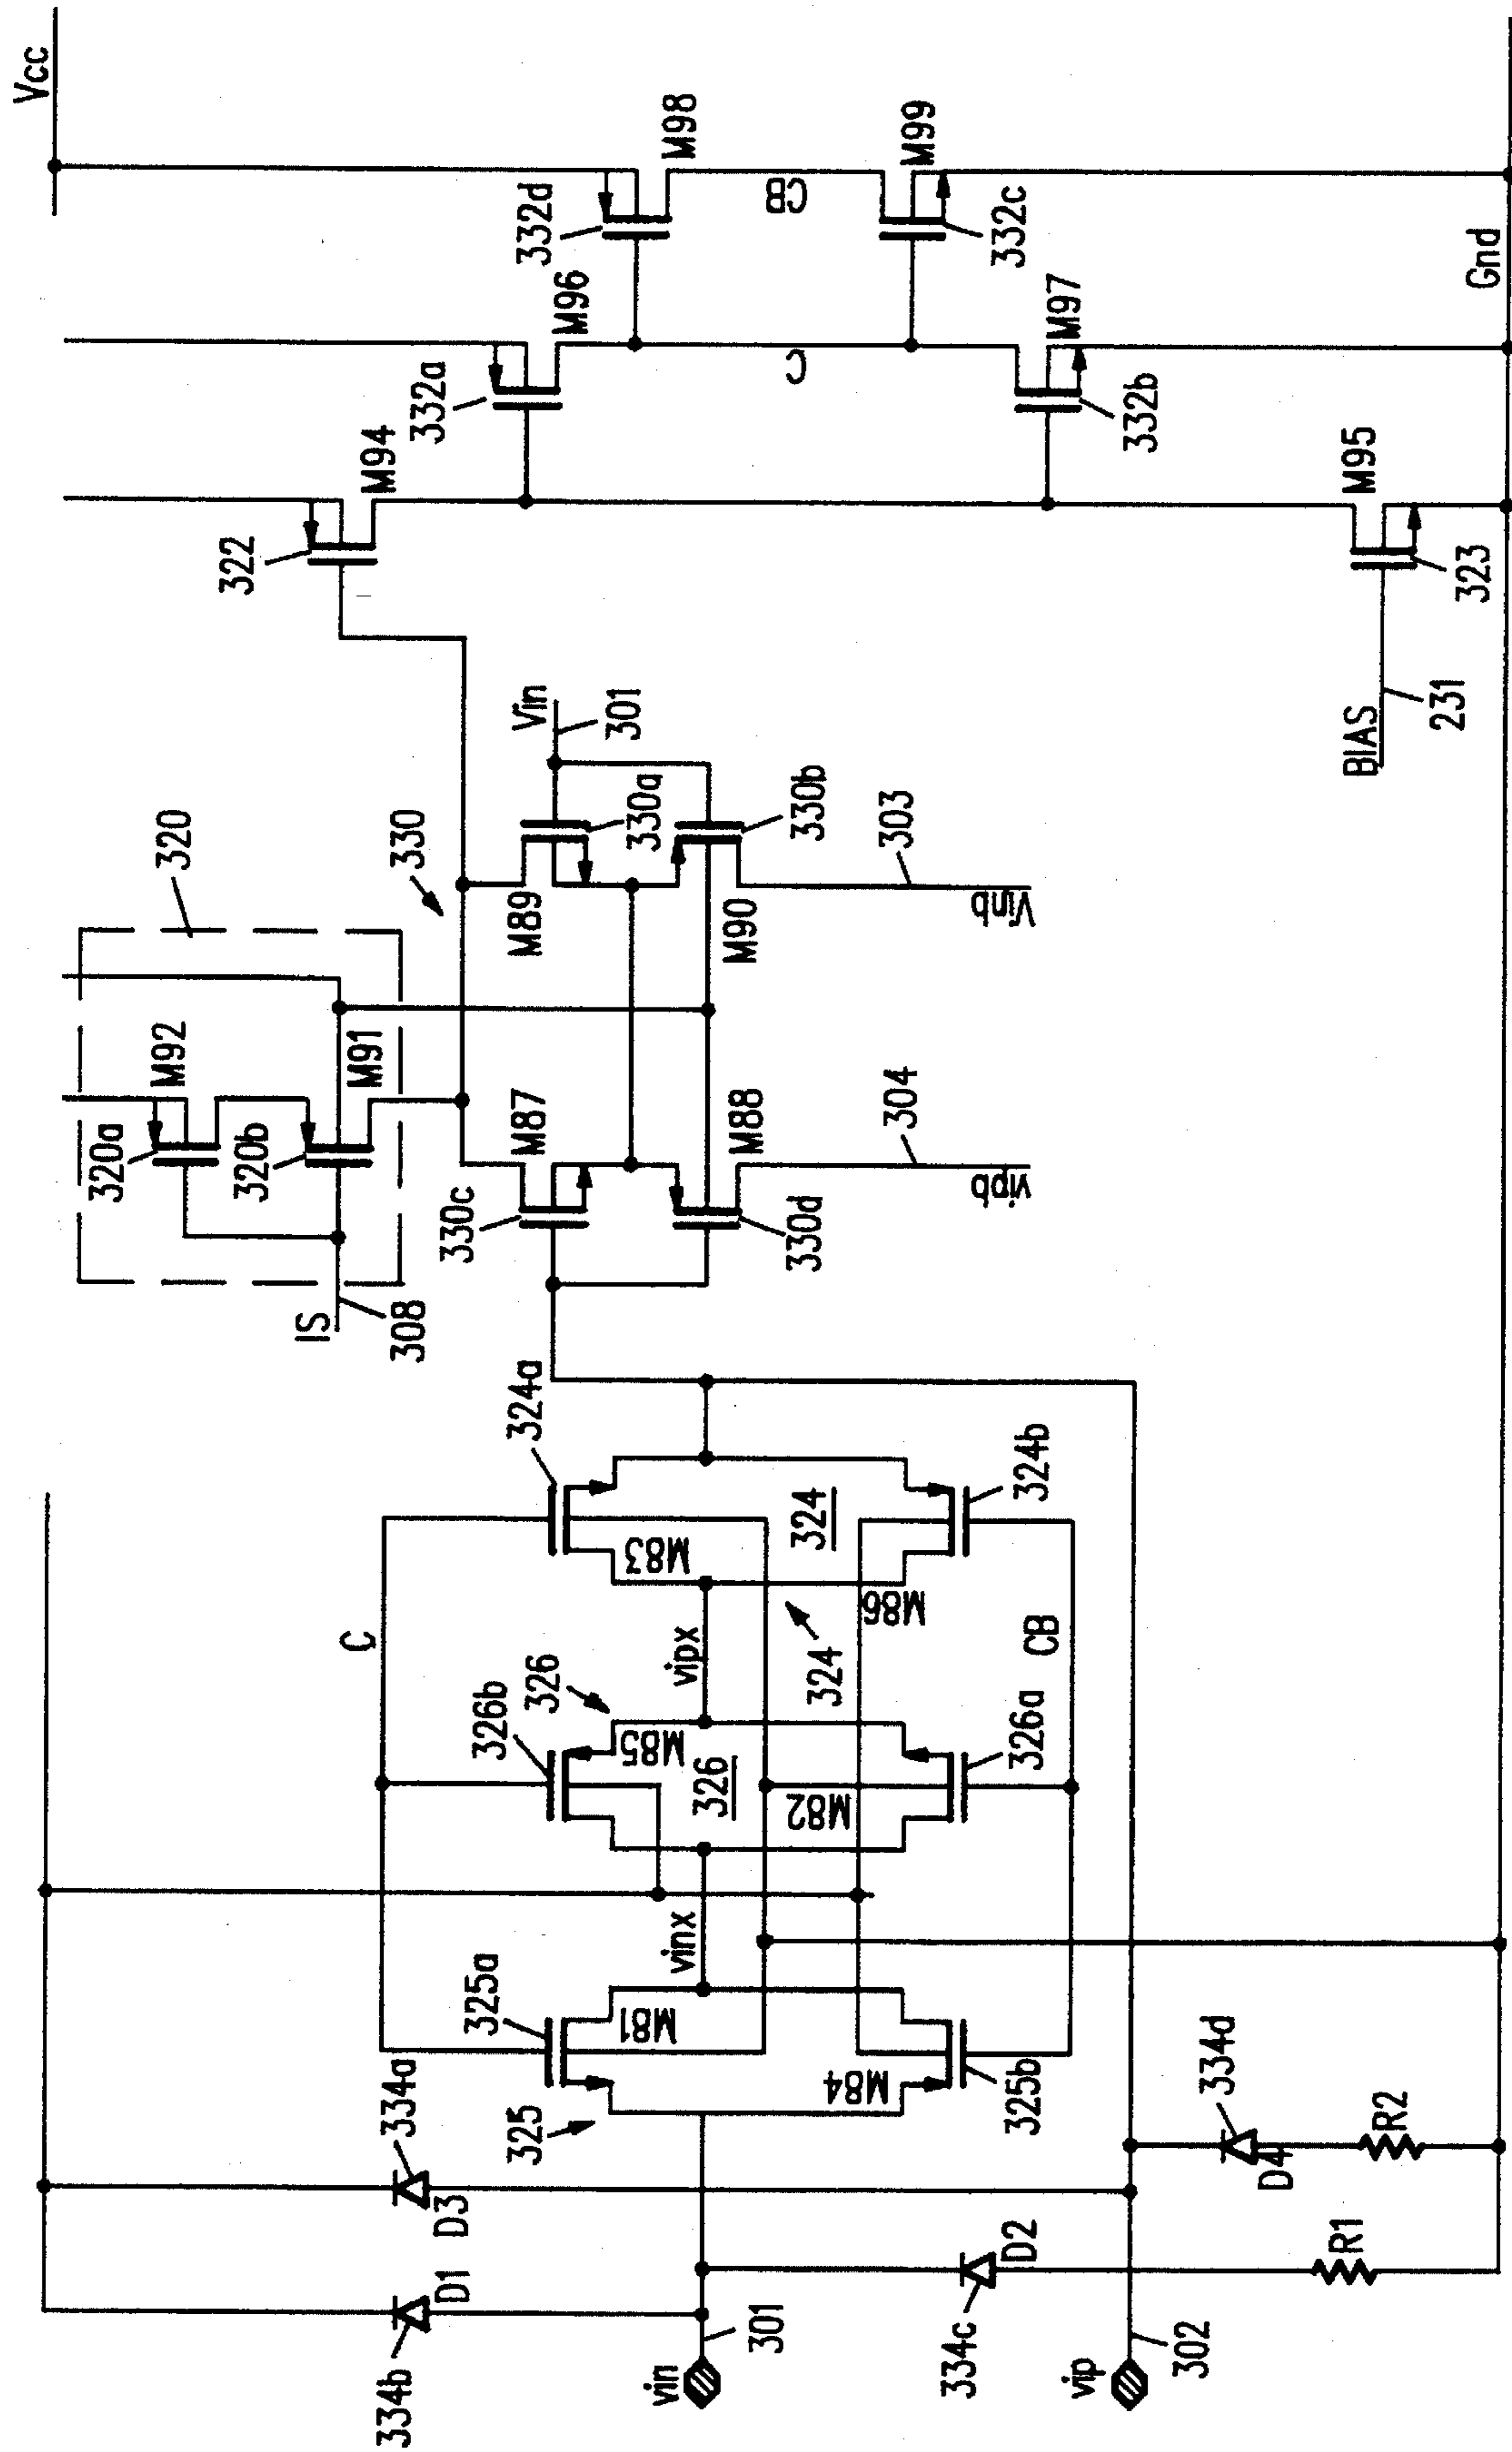 Vcc
M98
332d
CB
M99
332c
Gnd
M96
332a
C
M97
332b
M94
322
M95
323
BIAS
231
Vin
301
330a
330b
M89
M90
303
Vinb
320
330
M92
320a
M91
320b
IS
308
M87
330c
M88
330d
304
vipb
324a
M83
324
324b
M86
C
vipx
324
CB
326b
326
M85
326
M82
326a
vinx
325a
M81
325
M84
325b
334a
D3
334d
D4
R2
334b
D1
334c
D2
R1
vin
301
vip
302